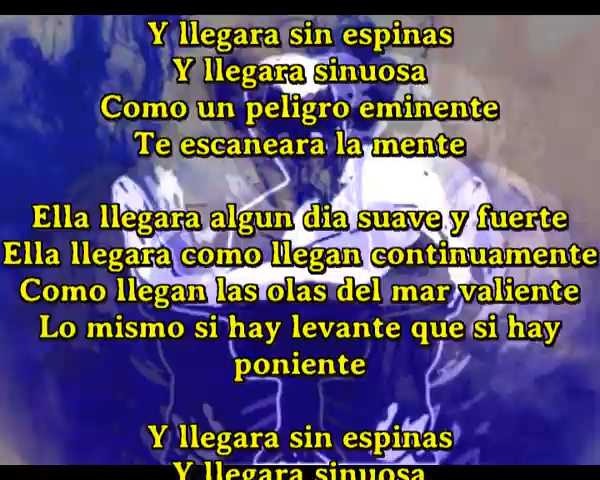 Y llegara sin espinas
Y llegara sinuosa
Como un peligro eminente
Te escaneara la mente
Ella llegara algun dia suave y fuerte
Ella llegara como llegan continuamente
Como llegan las olas del mar valiente
Lo mismo si hay levante que si hay
poniente
Y llegara sin espinas
Y llegara sinuosa